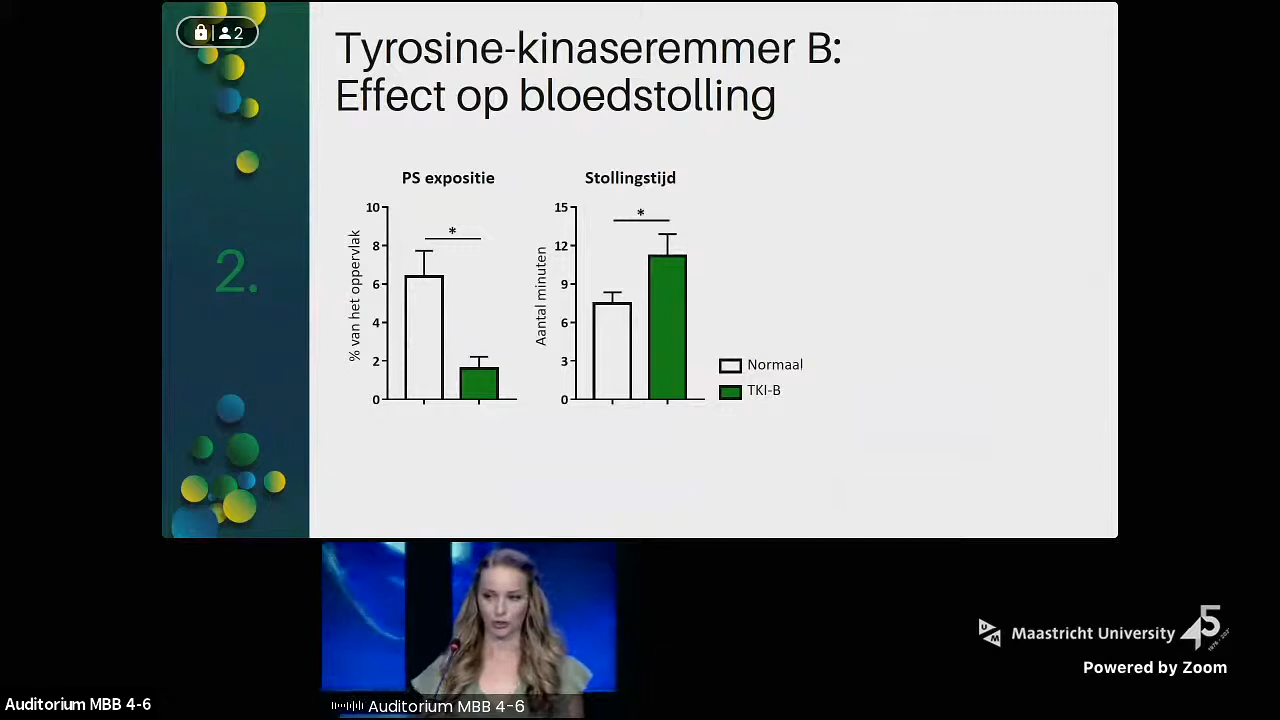 2
Tyrosine-kinaseremmer B:
Effect op bloedstolling
2.
PS expositie
% van het oppervlak
10
8
6
4
2
0
*
Stollingstijd
Aantal minuten
15
12
9
6
3
0
*
Normaal
TKI-B
Maastricht University
45
Powered by Zoom
Auditorium MBB 4-6
Auditorium MBB 4-6